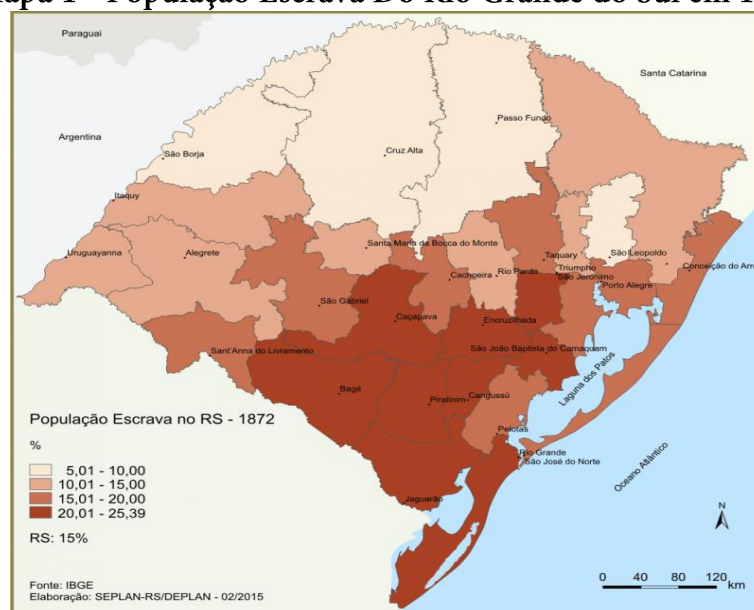 Mapa 1 - População Escrava Do Rio Grande do Sul em 1
Paraguai
Santa Catarina
Argentina
Passo Fundo
São Borja
Cruz Alta
Itaquy
Santa Maria da Bocca do Monte
Uruguayanna
Alegrete
Taquary
São Leopoldo
Conceição do Arro
Cachoeira
Rio Pardo
Triumpho
São Jeronimo
Porto Alegre
São Gabriel
Caçapava
Encruzilhada
Sant'Anna do Livramento
São João Baptista do Camaquam
Laguna dos Patos
Bagé
Piratinim
Cangussú
Pelotas
Rio Grande
São José do Norte
Oceano Atlântico
Jaguarão
População Escrava no RS - 1872
%
5,01 - 10,00
10,01 - 15,00
15,01 - 20,00
20,01 - 25,39
RS: 15%
N
0 40 80 120
km
Fonte: IBGE
Elaboração: SEPLAN-RS/DEPLAN - 02/2015